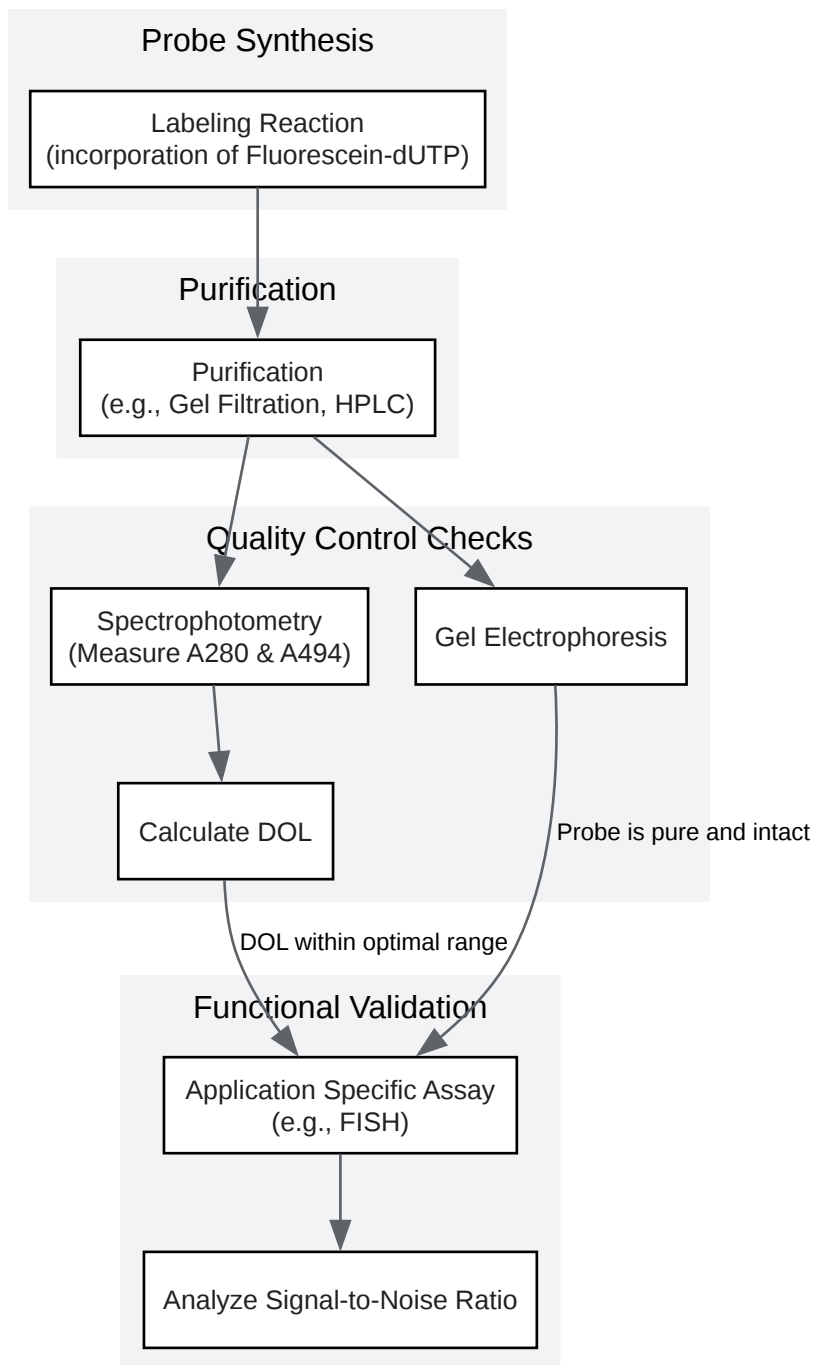 Probe Synthesis
Labeling Reaction
(incorporation of Fluorescein-dUTP)
Purification
Purification
(e.g., Gel Filtration, HPLC)
Quality Control Checks
Spectrophotometry
(Measure A280 & A494)
Gel Electrophoresis
Calculate DOL
Probe is pure and intact
DOL within optimal range
Functional Validation
Application Specific Assay
(e.g., FISH)
Analyze Signal-to-Noise Ratio